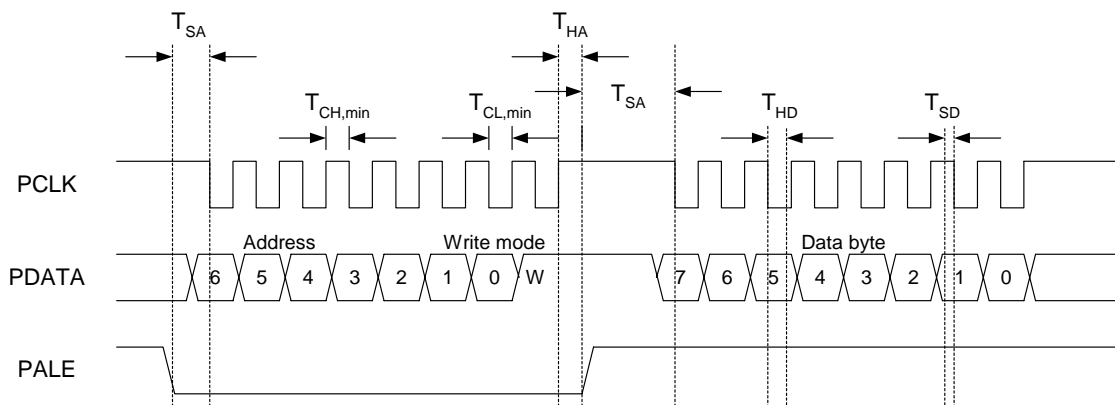 TSA THA
TSA
TCH,min TCL,min THD TSD
PCLK
Address Write mode Data byte
PDATA 6 5 4 3 2 1 0 W 7 6 5 4 3 2 1 0
PALE